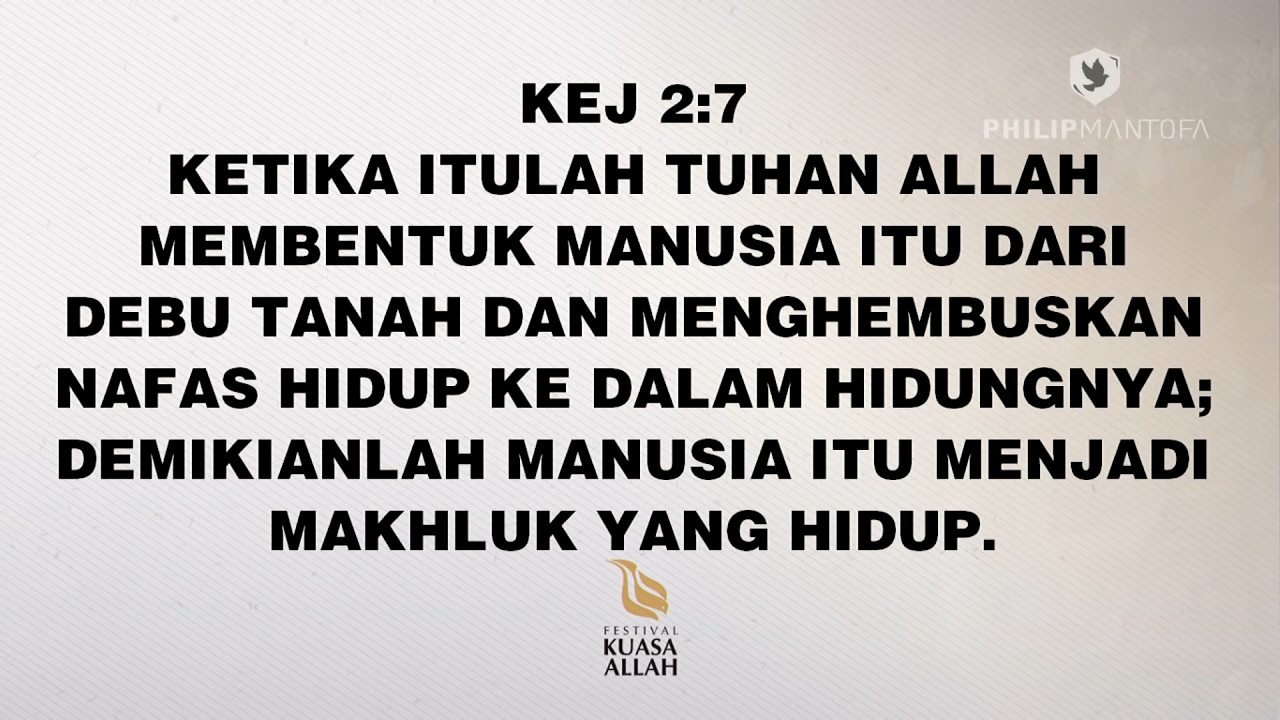 KEJ 2:7
PHILIPMANTOFA
KETIKA ITULAH TUHAN ALLAH
MEMBENTUK MANUSIA ITU DARI
DEBU TANAH DAN MENGHEMBUSKAN
NAFAS HIDUP KE DALAM HIDUNGNYA;
DEMIKIANLAH MANUSIA ITU MENJADI
MAKHLUK YANG HIDUP.
FESTIVAL
KUASA
ALLAH